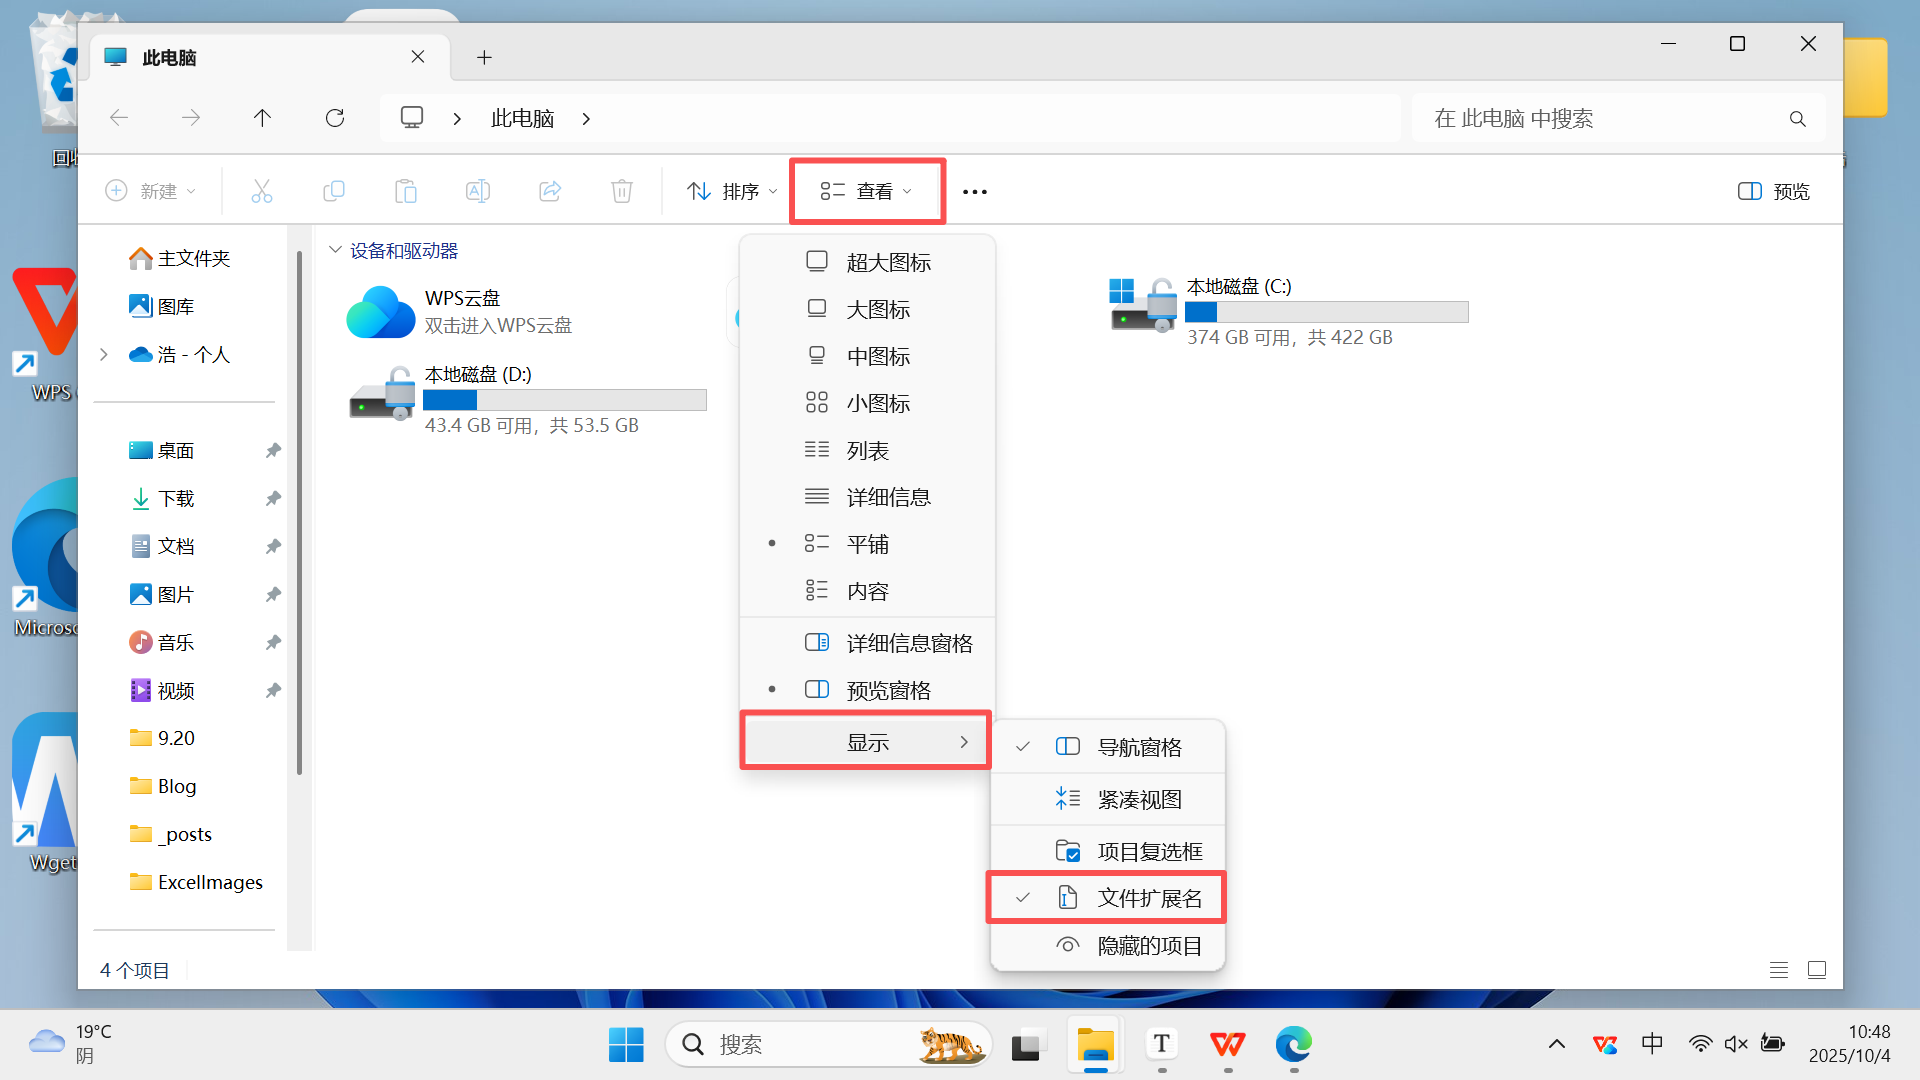 此电脑
此电脑
在 此电脑 中搜索
新建
排序
查看
预览
主文件夹
图库
浩 - 个人
桌面
下载
文档
图片
音乐
视频
9.20
Blog
_posts
ExcelImages
4 个项目
设备和驱动器
WPS云盘
双击进入WPS云盘
本地磁盘 (D:)
43.4 GB 可用，共 53.5 GB
本地磁盘 (C:)
374 GB 可用，共 422 GB
超大图标
大图标
中图标
小图标
列表
详细信息
平铺
内容
详细信息窗格
预览窗格
显示
导航窗格
紧凑视图
项目复选框
文件扩展名
隐藏的项目
WPS
Wget
19°C
阴
搜索
T
中
10:48
2025/10/4